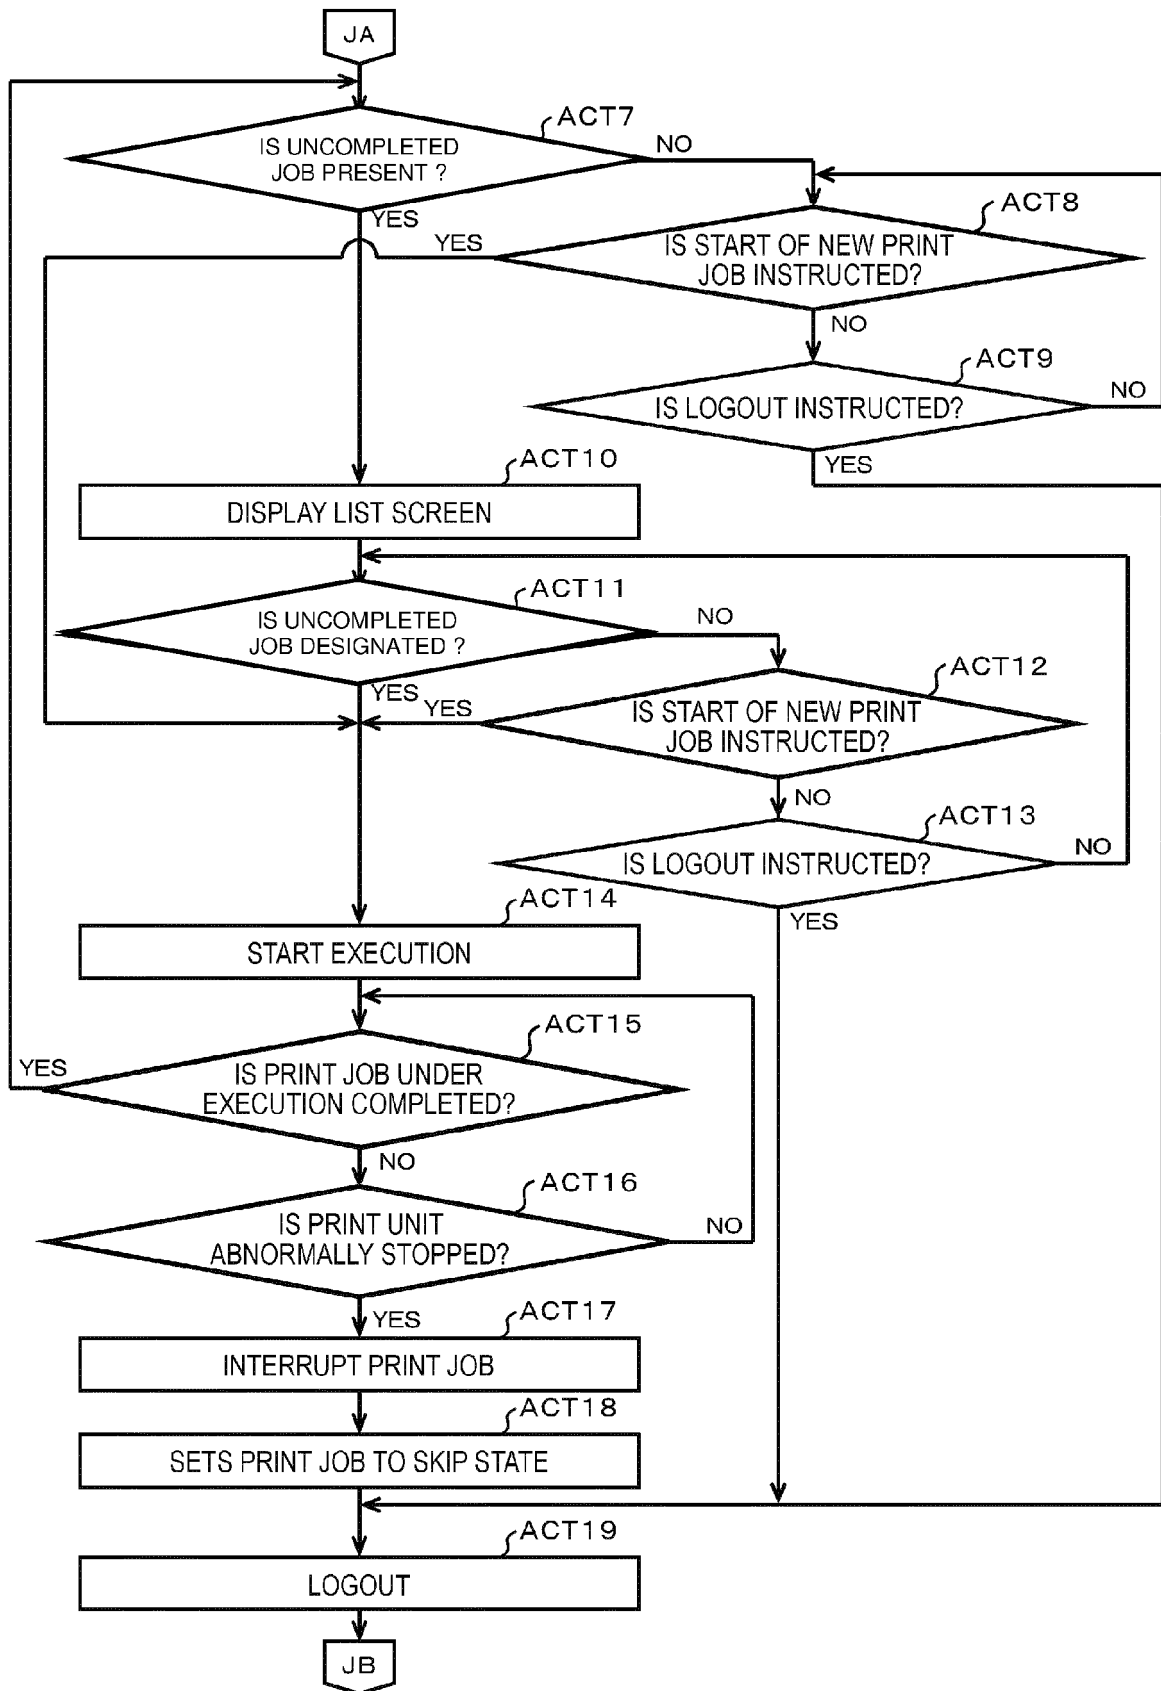 JA
ACT7
IS UNCOMPLETED
JOB PRESENT ?
NO
YES
ACT8
YES
IS START OF NEW PRINT
JOB INSTRUCTED?
NO
ACT9
IS LOGOUT INSTRUCTED?
NO
YES
ACT10
DISPLAY LIST SCREEN
ACT11
IS UNCOMPLETED
JOB DESIGNATED ?
NO
YES
ACT12
YES
IS START OF NEW PRINT
JOB INSTRUCTED?
NO
ACT13
IS LOGOUT INSTRUCTED?
NO
YES
ACT14
START EXECUTION
ACT15
YES
IS PRINT JOB UNDER
EXECUTION COMPLETED?
NO
ACT16
IS PRINT UNIT
ABNORMALLY STOPPED?
NO
YES
ACT17
INTERRUPT PRINT JOB
ACT18
SETS PRINT JOB TO SKIP STATE
ACT19
LOGOUT
JB